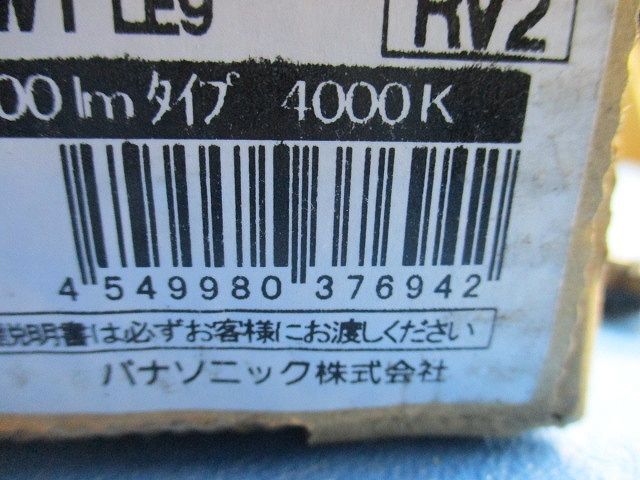 LE9
RV2
00 lm タイプ 4000K
4 549980 376942
説明書は必ずお客様にお渡しください
パナソニック株式会社